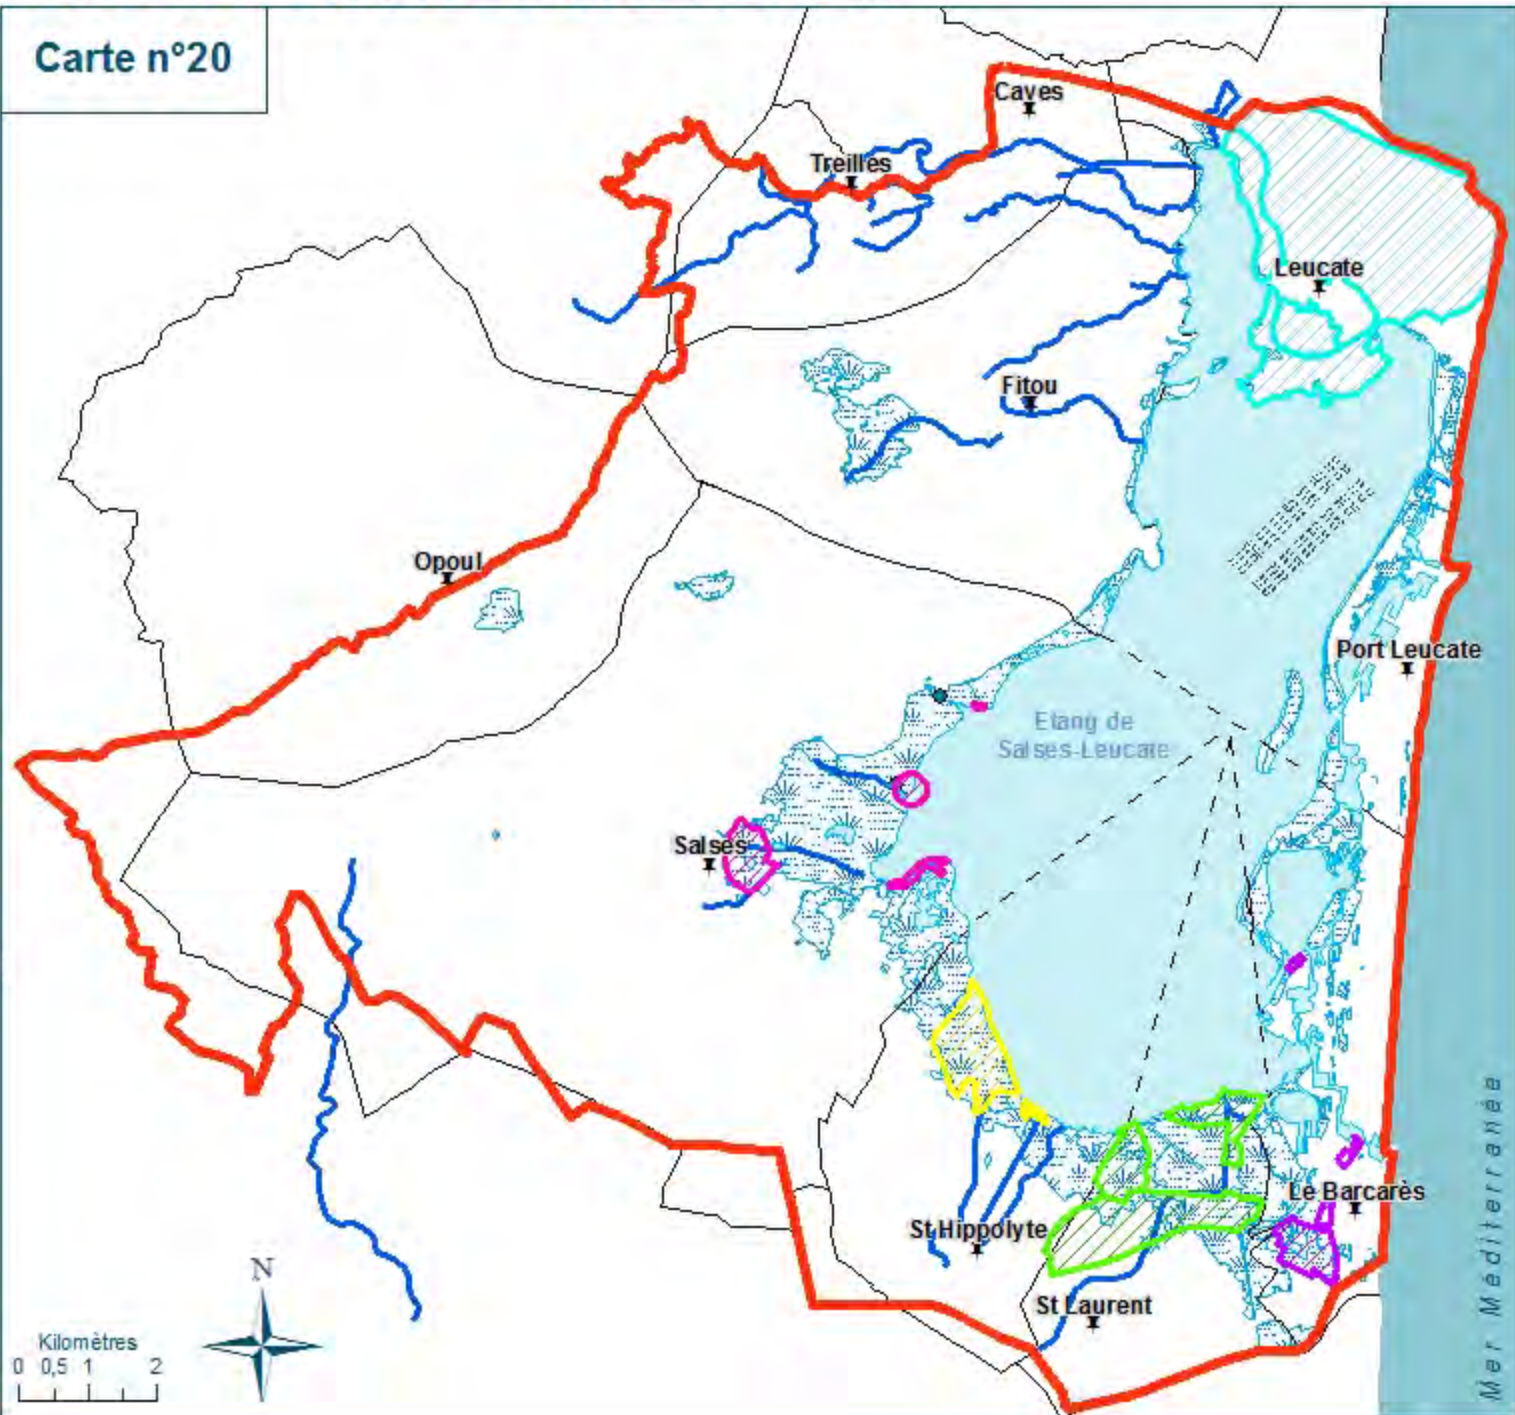 Carte n°20
Caves
Treilles
Leucate
Fitou
Opoul
Port Leucate
Etang de
Salses-Leucate
Salses
Le Barcarès
St Hippolyte
St Laurent
N
Kilomètres
0 0,5 1 2
Mer Méditerranée